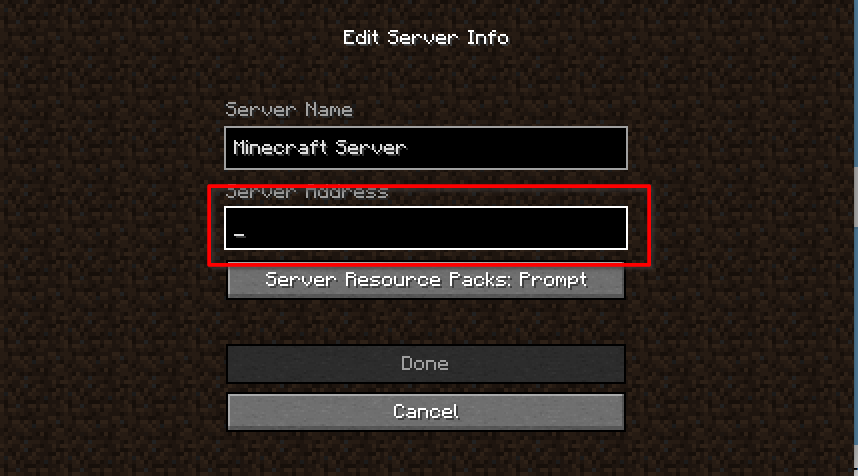 Edit Server Info
Server Name
Minecraft Server
Server Address
_
Server Resource Packs: Prompt
Done
Cancel